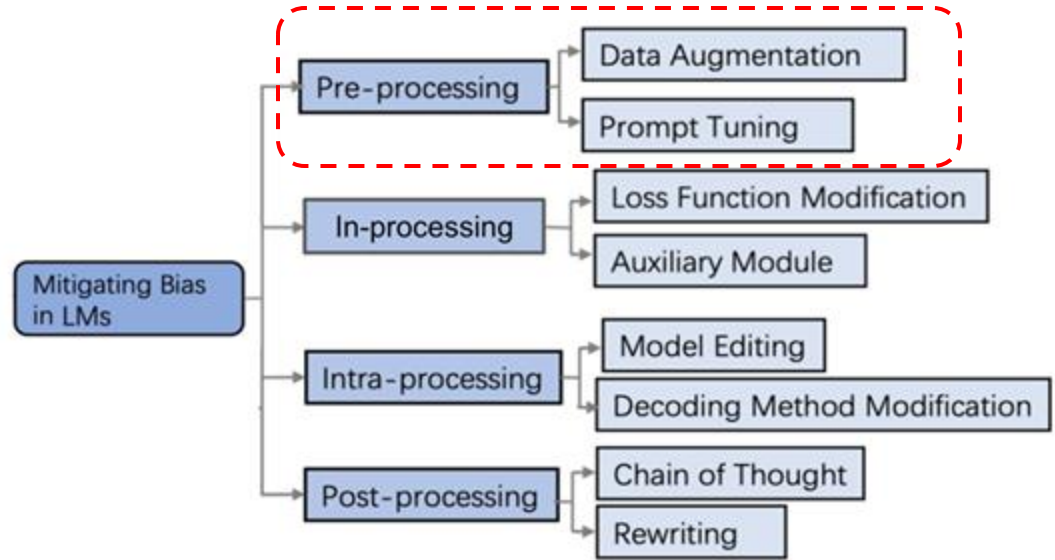 Mitigating Bias
in LMs
Pre-processing
Data Augmentation
Prompt Tuning
In-processing
Loss Function Modification
Auxiliary Module
Intra-processing
Model Editing
Decoding Method Modification
Post-processing
Chain of Thought
Rewriting